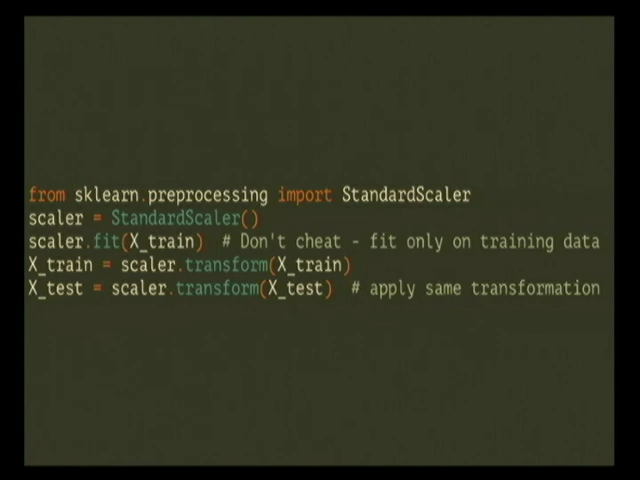 from sklearn.preprocessing import StandardScaler
scaler = StandardScaler()
scaler.fit(X_train)  # Don't cheat - fit only on training data
X_train = scaler.transform(X_train)
X_test = scaler.transform(X_test)  # apply same transformation